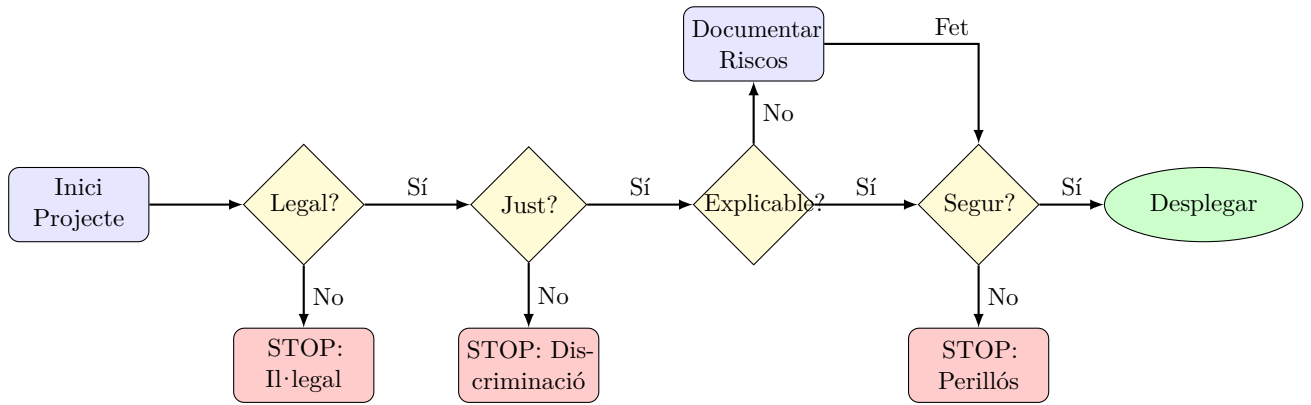 Documentar
Riscos
Fet
No
Inici
Projecte
Legal?
Sí
Just?
Sí
Explicable?
Sí
Segur?
Sí
Desplegar
No
No
No
STOP:
Il·legal
STOP: Dis-
criminació
STOP:
Perillós